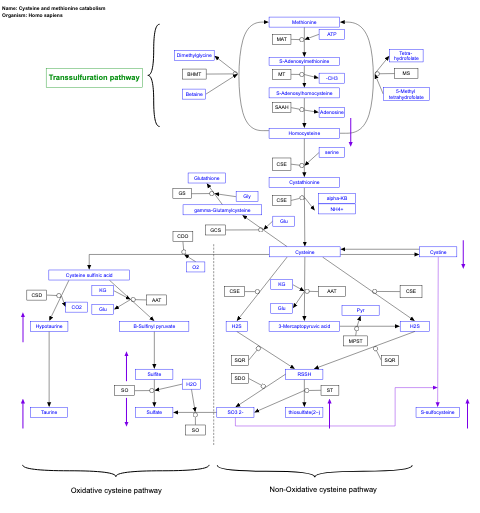 Name: Cysteine and methionine catabolism
Organism: Homo sapiens
Methionine
ATP
MAT
Dimethylglycine
Tetra-
hydrofolate
S-Adenosylmethionine
Transsulfuration pathway
BHMT
MT
-CH3
MS
Betaine
S-Adenosylhomocysteine
5-Methyl
tetrahydrofolate
SAAH
Adenosine
Homocysteine
serine
CSE
Glutathione
Cystathionine
GS
Gly
CSE
alpha-KB
NH4+
gamma-Glutamylcysteine
Glu
GCS
CDO
Cysteine
Cystine
O2
Cysteine sulfinic acid
KG
CSE
AAT
CSE
CSD
KG
AAT
CO2
Glu
Glu
Pyr
Hypotaurine
B-Sulfinyl pyruvate
H2S
3-Mercaptopyruvic acid
H2S
MPST
SQR
SQR
Sulfite
RSSH
SDO
H2O
SO
ST
Taurine
Sulfate
SO3 2-
thiosulfate(2-)
S-sulfocysteine
SO
Oxidative cysteine pathway
Non-Oxidative cysteine pathway